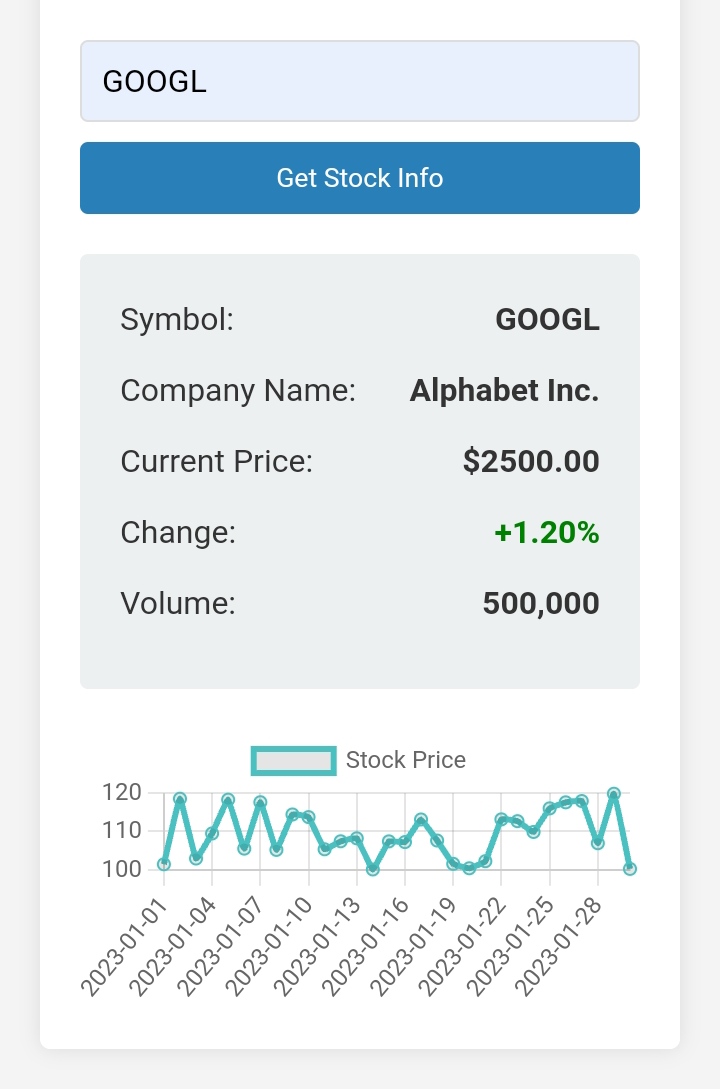 GOOGL
Get Stock Info
Symbol: GOOGL
Company Name: Alphabet Inc.
Current Price: $2500.00
Change: +1.20%
Volume: 500,000
Stock Price
120
110
100
2023-01-01
2023-01-04
2023-01-07
2023-01-10
2023-01-13
2023-01-16
2023-01-19
2023-01-22
2023-01-25
2023-01-28